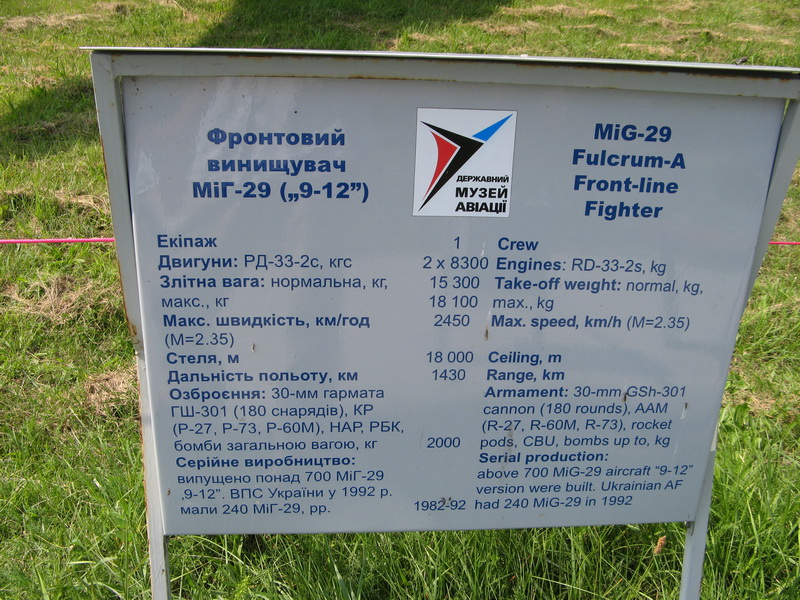 Фронтовий
винищувач
МіГ-29 („9-12”)
ДЕРЖАВНИЙ
МУЗЕЙ
АВІАЦІЇ
MiG-29
Fulcrum-A
Front-line
Fighter
Екіпаж 1 Crew
Двигуни: РД-33-2с, кгс 2 x 8300 Engines: RD-33-2s, kg
Злітна вага: нормальна, кг, 15 300 Take-off weight: normal, kg,
макс., кг 18 100 max., kg
Макс. швидкість, км/год 2450 Max. speed, km/h (M=2.35)
(М=2.35)
Стеля, м 18 000 Ceiling, m
Дальність польоту, км 1430 Range, km
Озброєння: 30-мм гармата Armament: 30-mm GSh-301
ГШ-301 (180 снарядів), КР cannon (180 rounds), AAM
(Р-27, Р-73, Р-60М), НАР, РБК, (R-27, R-60M, R-73), rocket
бомби загальною вагою, кг 2000 pods, CBU, bombs up to, kg
Серійне виробництво: Serial production:
випущено понад 700 МіГ-29 above 700 MiG-29 aircraft “9-12”
„9-12”. ВПС України у 1992 р. version were built. Ukrainian AF
мали 240 МіГ-29, рр. 1982-92 had 240 MiG-29 in 1992